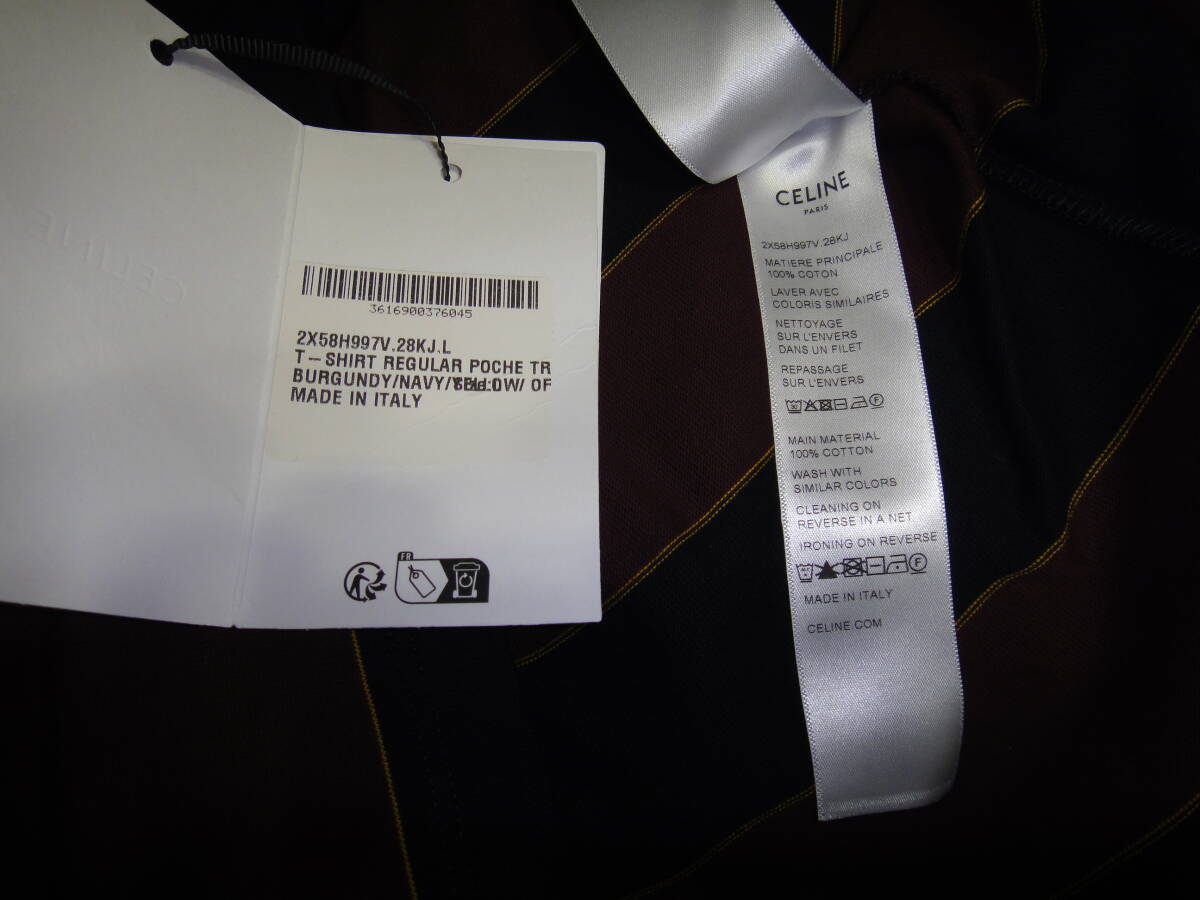 CELINE
3616900376045
2X58H997V.28KJ.L
T-SHIRT REGULAR POCHE TR
BURGUNDY/NAVY/YELLOW/ OF
MADE IN ITALY
FR
CELINE
PARIS
2X58H997V.28KJ
MATIERE PRINCIPALE
100% COTON
LAVER AVEC
COLORIS SIMILAIRES
NETTOYAGE
SUR L'ENVERS
DANS UN FILET
REPASSAGE
SUR L'ENVERS
MAIN MATERIAL
100% COTTON
WASH WITH
SIMILAR COLORS
CLEANING ON
REVERSE IN A NET
IRONING ON REVERSE
MADE IN ITALY
CELINE.COM